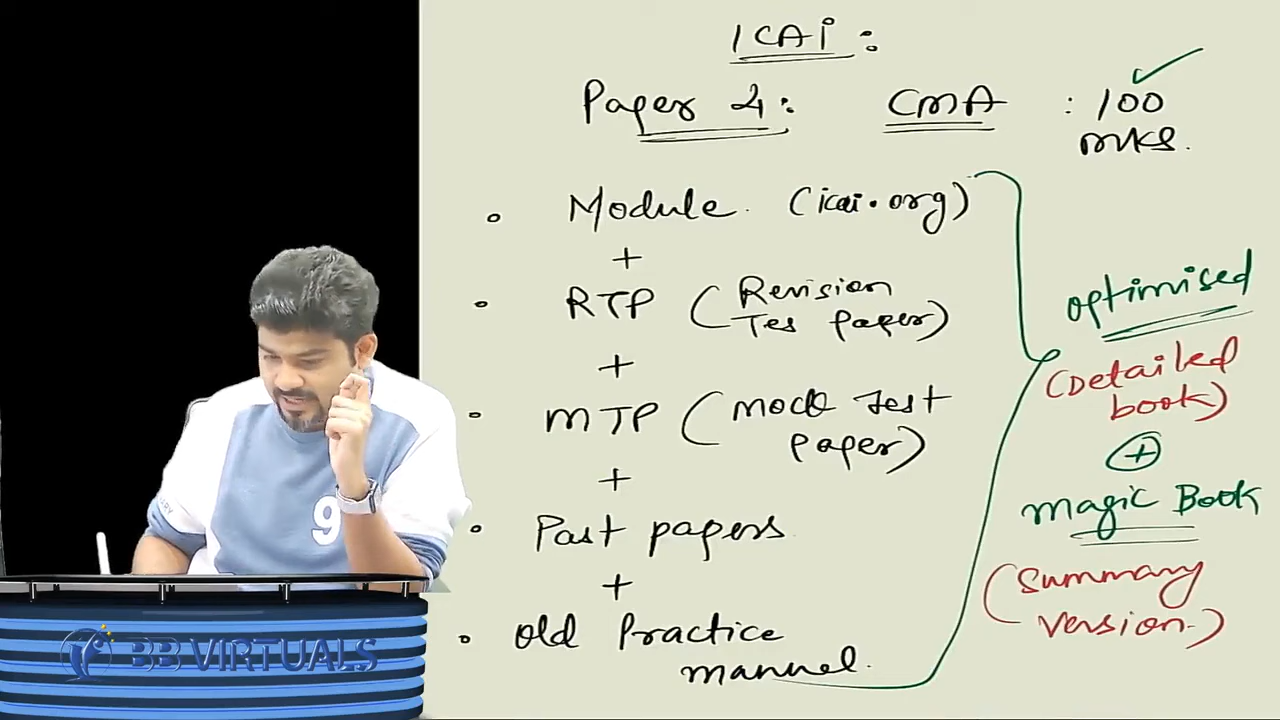 ICAI :
Paper 4 : CMA : 100
mks.
Module. (icai.org)
+
RTP (Revision
Tes paper)
+
MTP (Mock Test
paper)
+
Past papers
+
Old Practice
manuel.
optimised
(Detailed
book)
+
Magic Book
(Summary
version.)
9
BB VIRTUALS